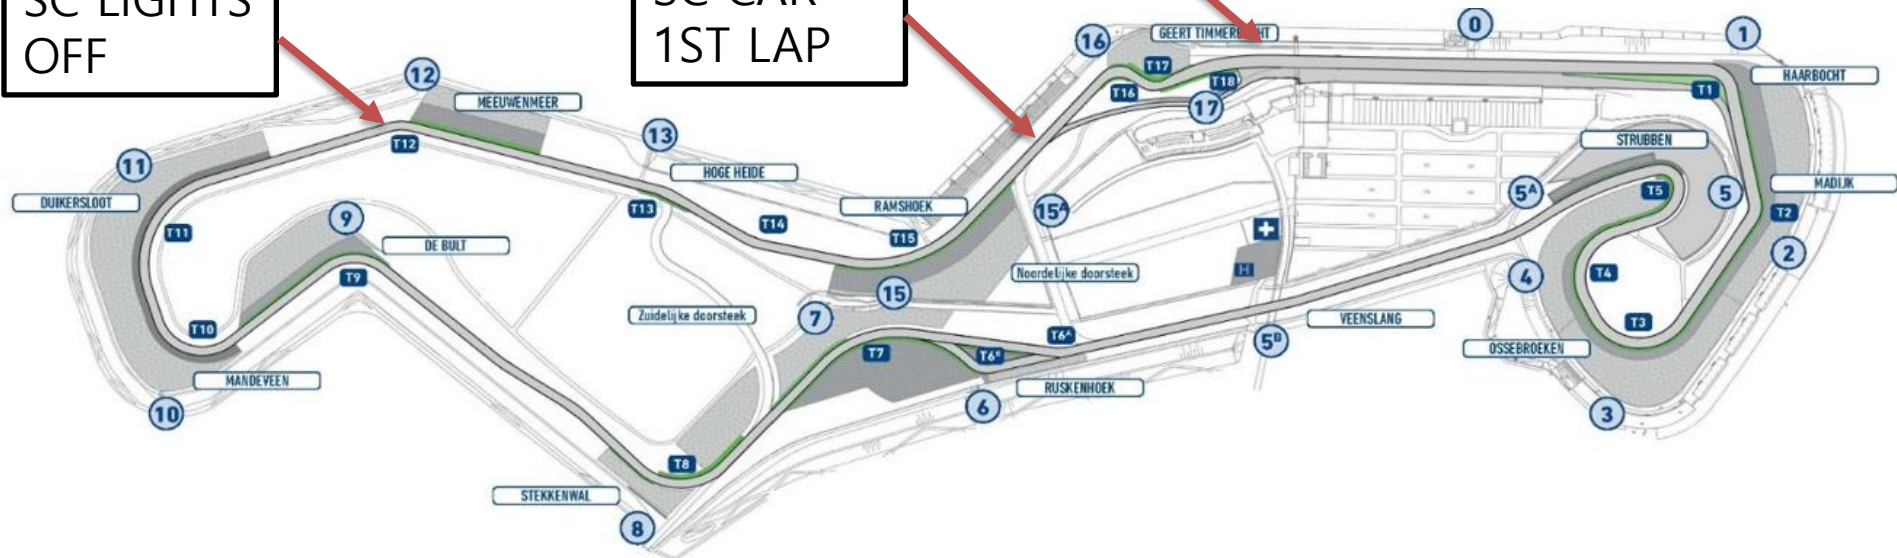 SC LIGHTS
OFF
SC CAR
1ST LAP
16
GEERT TIMMERBOCHT
0
1
12
T17
T16
T18
HAARBOCHT
T1
MEEUWENMEER
17
T12
13
STRUBBEN
11
HOGE HEIDE
DUIKERSLOOT
5A
T5
5
MADIJK
RAMSHOEK
T13
15A
T2
9
T14
T11
T15
DE BULT
H
2
Noordelijke doorsteek
T9
4
T4
15
Zuidelijke doorsteek
7
VEENSLANG
T3
T10
T6A
5B
OSSEBROEKEN
T7
T6B
MANDEVEEN
RUSKENHOEK
10
6
3
T8
STEKKENWAL
8